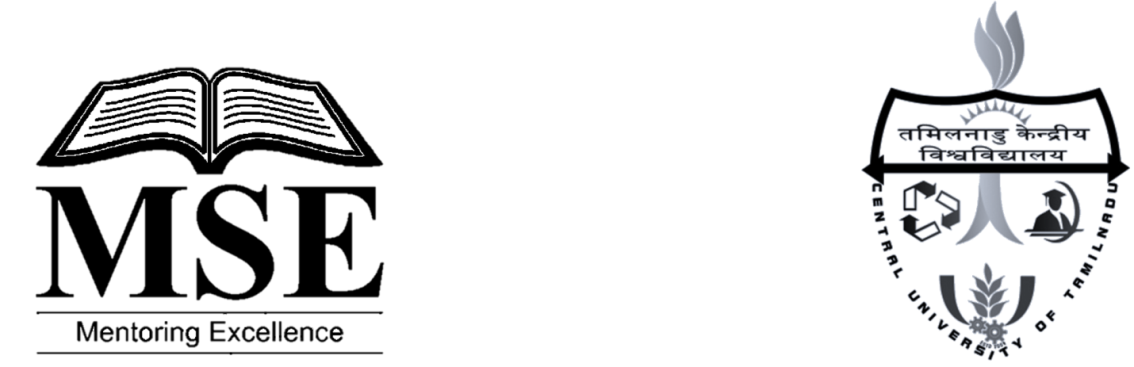 MSE
Mentoring Excellence
तमिलनाडु केन्द्रीय
विश्वविद्यालय
CENTRAL UNIVERSITY OF TAMILNADU